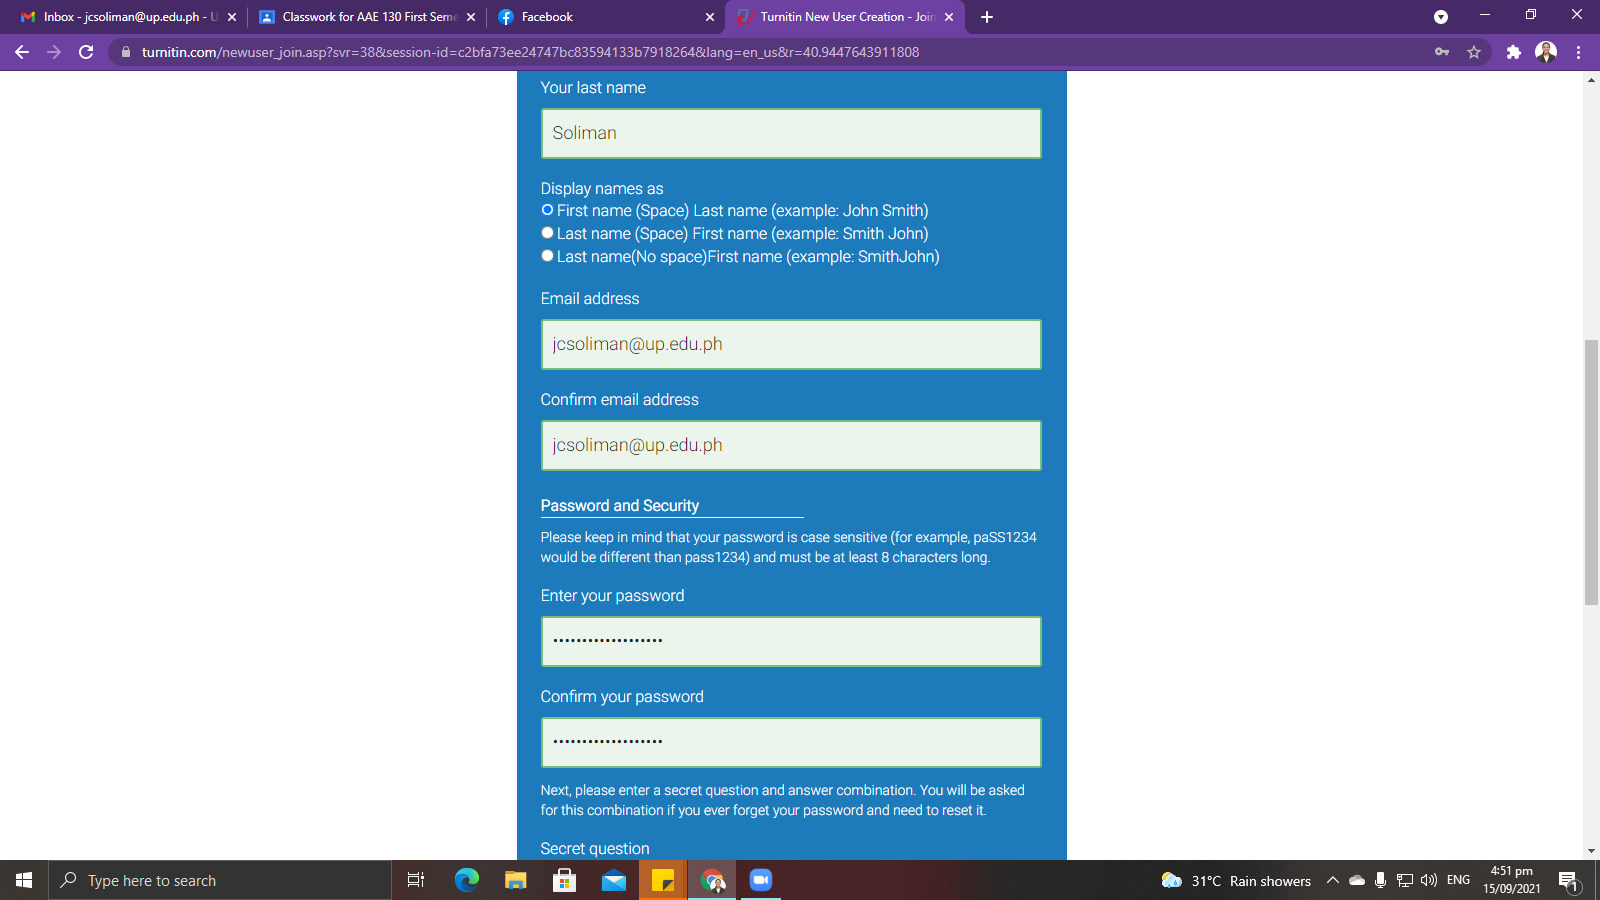 Inbox - jcsoliman@up.edu.ph - U
Classwork for AAE 130 First Seme
Facebook
Turnitin New User Creation - Join
turnitin.com/newuser_join.asp?svr=38&session-id=c2bfa73ee24747bc83594133b7918264&lang=en_us&r=40.9447643911808
Your last name
Soliman
Display names as
First name (Space) Last name (example: John Smith)
Last name (Space) First name (example: Smith John)
Last name(No space)First name (example: SmithJohn)
Email address
jcsoliman@up.edu.ph
Confirm email address
jcsoliman@up.edu.ph
Password and Security
Please keep in mind that your password is case sensitive (for example, paSS1234
would be different than pass1234) and must be at least 8 characters long.
Enter your password
•••••••••••••••••••
Confirm your password
•••••••••••••••••••
Next, please enter a secret question and answer combination. You will be asked
for this combination if you ever forget your password and need to reset it.
Secret question
Type here to search
31°C Rain showers
ENG
4:51 pm
15/09/2021
1